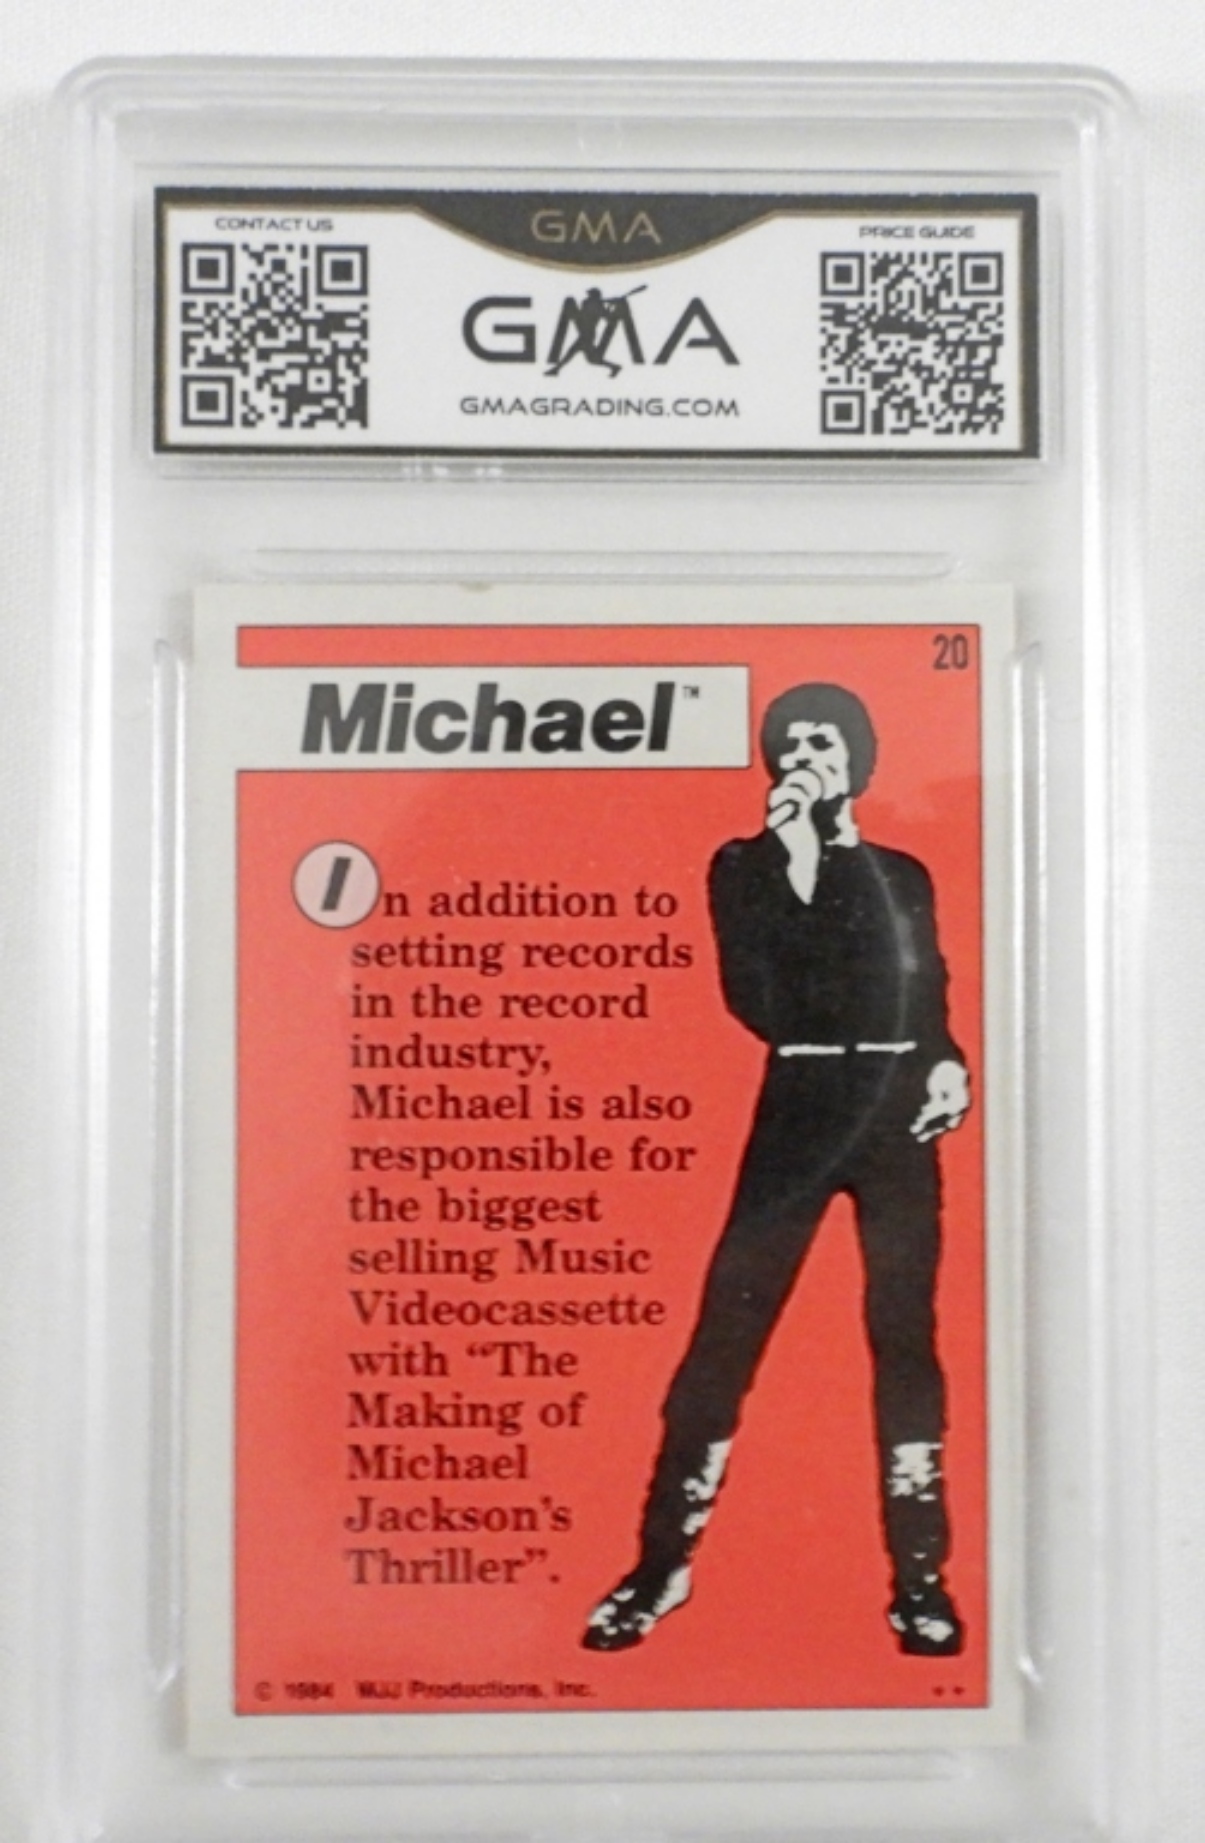 CONTACT US
GMA
PRICE GUIDE
GMA
GMAGRADING.COM
20
Michael™
In addition to
setting records
in the record
industry,
Michael is also
responsible for
the biggest
selling Music
Videocassette
with “The
Making of
Michael
Jackson's
Thriller”.
© 1984 MJJ Productions, Inc.
**